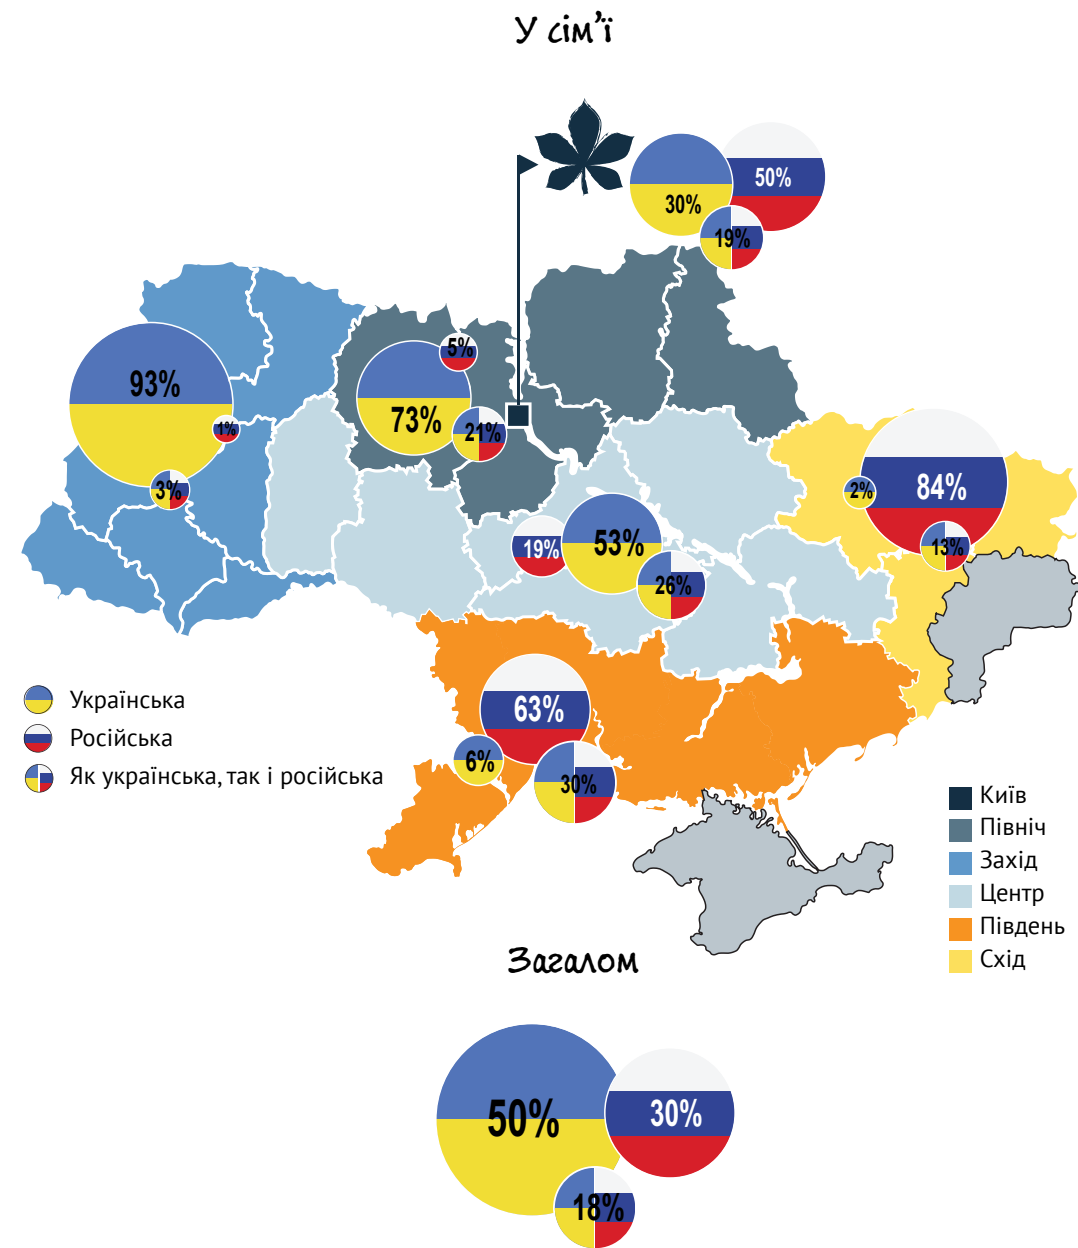 У сім’ї
50%
30%
19%
5%
93%
73%
1%
21%
3%
84%
2%
13%
19%
53%
26%
63%
6%
30%
Українська
Російська
Як українська, так і російська
Київ
Північ
Захід
Центр
Південь
Схід
Загалом
50%
30%
18%